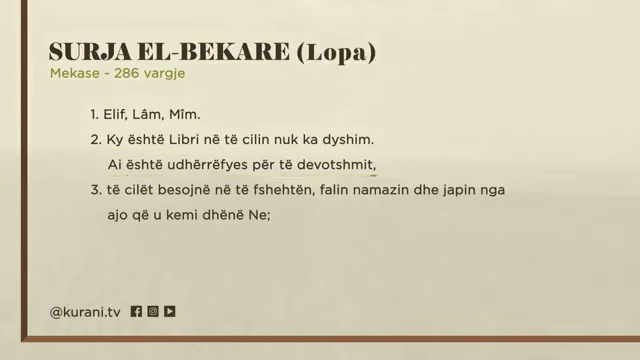 SURJA EL-BEKARE (Lopa)
Mekase - 286 vargje
1. Elif, Lâm, Mîm.
2. Ky është Libri në të cilin nuk ka dyshim.
Ai është udhërrëfyes për të devotshmit,
3. të cilët besojnë në të fshehtën, falin namazin dhe japin nga
ajo që u kemi dhënë Ne;
@kurani.tv